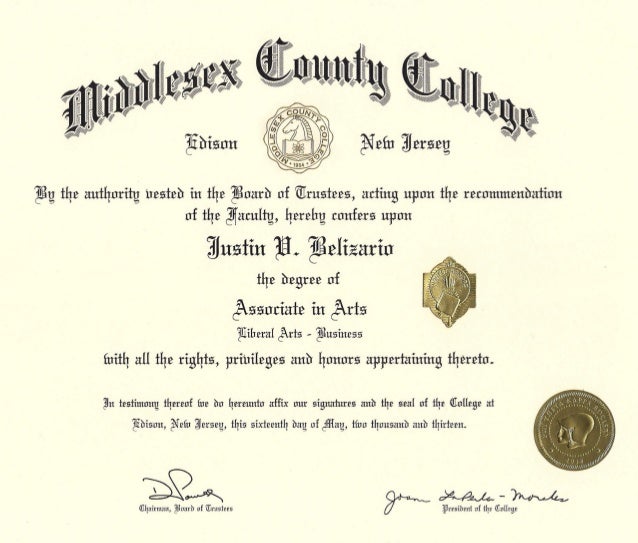 Middlesex County College
Edison New Jersey
MIDDLESEX COUNTY COLLEGE
1964
By the authority vested in the Board of Trustees, acting upon the recommendation
of the Faculty, hereby confers upon
Justin V. Belizario
the degree of
Associate in Arts
Liberal Arts - Business
with all the rights, privileges and honors appertaining thereto.
In testimony thereof we do hereunto affix our signatures and the seal of the College at
Edison, New Jersey, this sixteenth day of May, two thousand and thirteen.
Chairman, Board of Trustees
President of the College